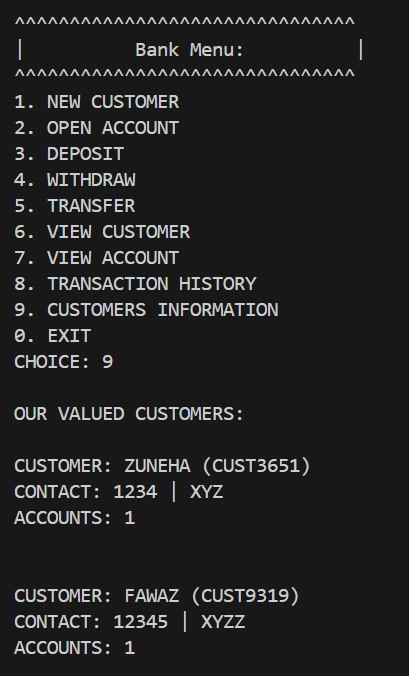 ^^^^^^^^^^^^^^^^^^^^^^^^^^^^^^^
|          Bank Menu:          |
^^^^^^^^^^^^^^^^^^^^^^^^^^^^^^^
1. NEW CUSTOMER
2. OPEN ACCOUNT
3. DEPOSIT
4. WITHDRAW
5. TRANSFER
6. VIEW CUSTOMER
7. VIEW ACCOUNT
8. TRANSACTION HISTORY
9. CUSTOMERS INFORMATION
0. EXIT
CHOICE: 9
OUR VALUED CUSTOMERS:
CUSTOMER: ZUNEHA (CUST3651)
CONTACT: 1234 | XYZ
ACCOUNTS: 1
CUSTOMER: FAWAZ (CUST9319)
CONTACT: 12345 | XYZZ
ACCOUNTS: 1